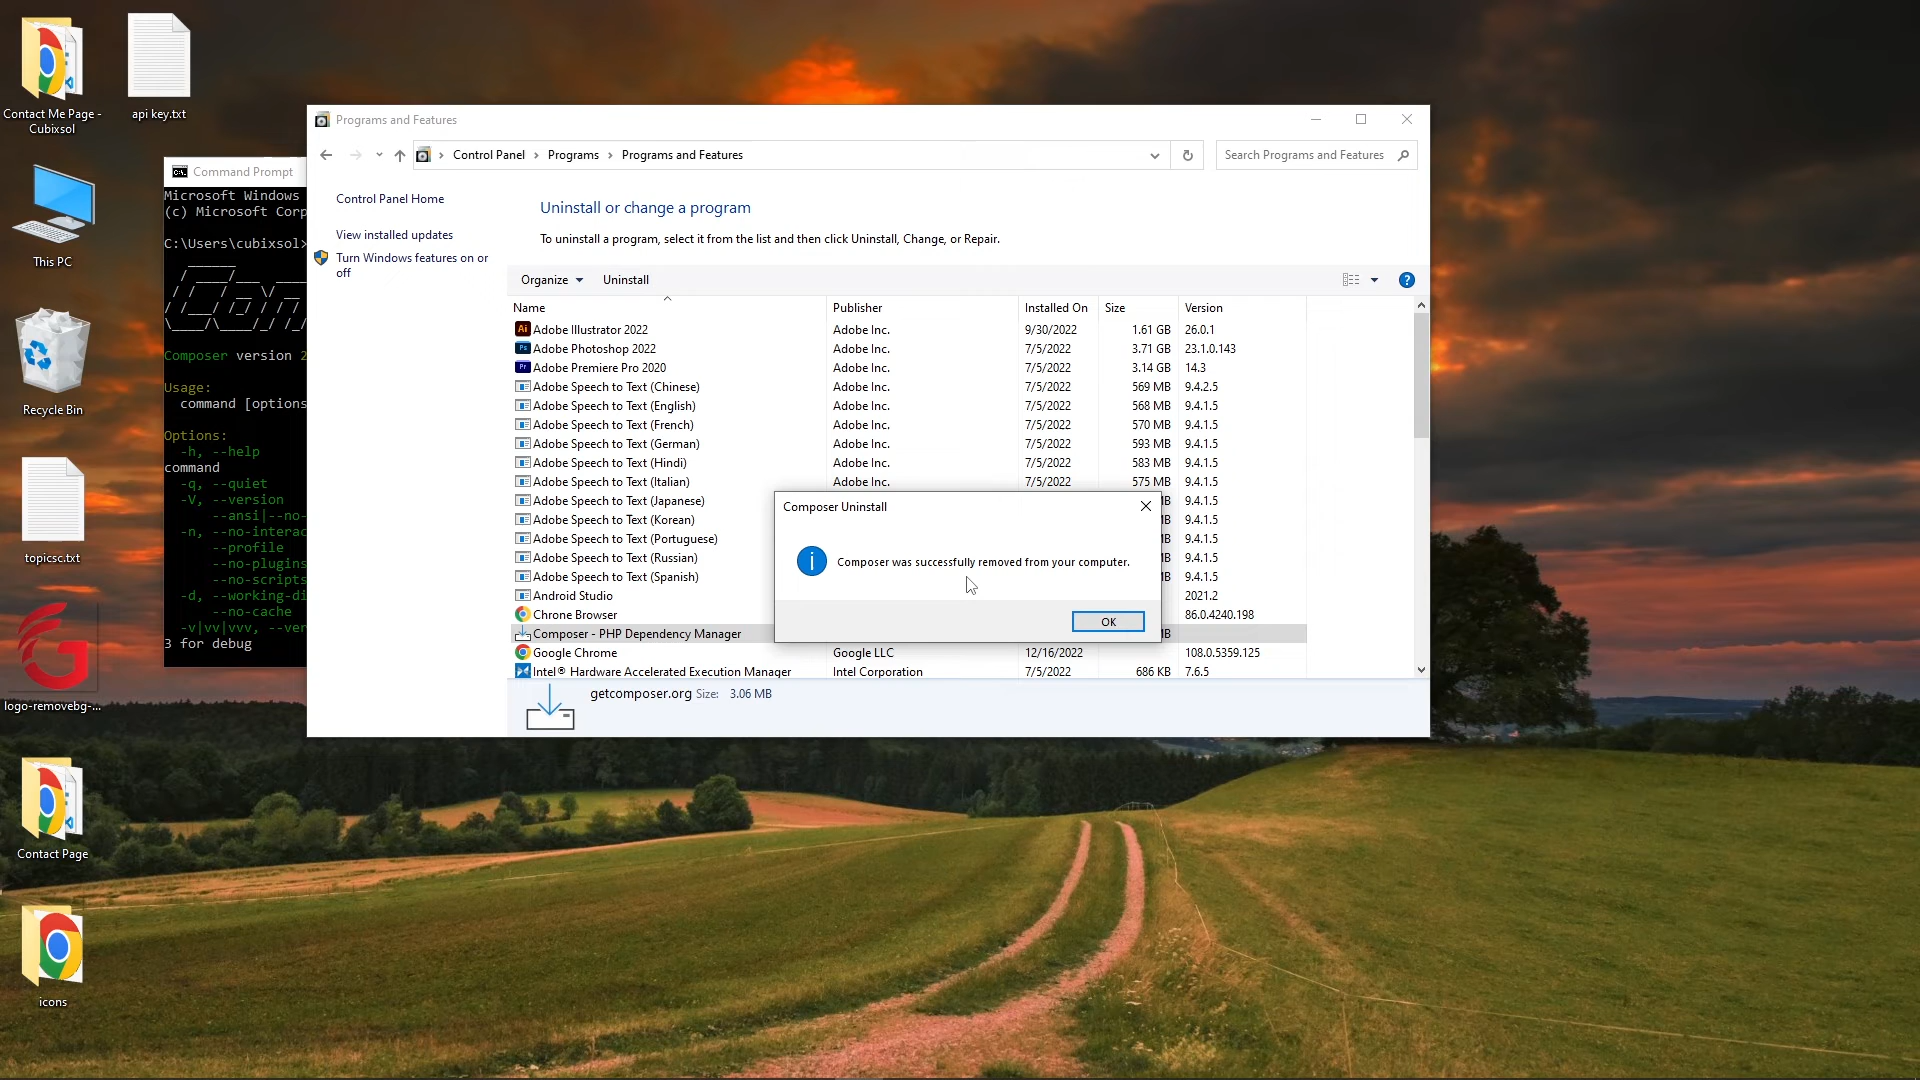 Contact Me Page -
Cubixsol
api key.txt
This PC
Recycle Bin
topicsc.txt
logo-removebg-...
Contact Page
icons
Command Prompt
Microsoft Windows
(c) Microsoft Corp
C:\Users\cubixsol>
Composer version 2
Usage:
command [options
Options:
-h, --help
command
-q, --quiet
-V, --version
--ansi|--no-
-n, --no-interac
--profile
--no-plugins
--no-scripts
-d, --working-di
--no-cache
-v|vv|vvv, --ver
3 for debug
Programs and Features
Control Panel > Programs > Programs and Features
Search Programs and Features
Control Panel Home
View installed updates
Turn Windows features on or
off
Uninstall or change a program
To uninstall a program, select it from the list and then click Uninstall, Change, or Repair.
Organize Uninstall
Name Publisher Installed On Size Version
Adobe Illustrator 2022 Adobe Inc. 9/30/2022 1.61 GB 26.0.1
Adobe Photoshop 2022 Adobe Inc. 7/5/2022 3.71 GB 23.1.0.143
Adobe Premiere Pro 2020 Adobe Inc. 7/5/2022 3.14 GB 14.3
Adobe Speech to Text (Chinese) Adobe Inc. 7/5/2022 569 MB 9.4.2.5
Adobe Speech to Text (English) Adobe Inc. 7/5/2022 568 MB 9.4.1.5
Adobe Speech to Text (French) Adobe Inc. 7/5/2022 570 MB 9.4.1.5
Adobe Speech to Text (German) Adobe Inc. 7/5/2022 593 MB 9.4.1.5
Adobe Speech to Text (Hindi) Adobe Inc. 7/5/2022 583 MB 9.4.1.5
Adobe Speech to Text (Italian) Adobe Inc. 7/5/2022 575 MB 9.4.1.5
Adobe Speech to Text (Japanese) 9.4.1.5
Adobe Speech to Text (Korean) 9.4.1.5
Adobe Speech to Text (Portuguese) 9.4.1.5
Adobe Speech to Text (Russian) 9.4.1.5
Adobe Speech to Text (Spanish) 9.4.1.5
Android Studio 2021.2
Chrone Browser 86.0.4240.198
Composer - PHP Dependency Manager
Google Chrome Google LLC 12/16/2022 108.0.5359.125
Intel® Hardware Accelerated Execution Manager Intel Corporation 7/5/2022 686 KB 7.6.5
getcomposer.org Size: 3.06 MB
Composer Uninstall
Composer was successfully removed from your computer.
OK